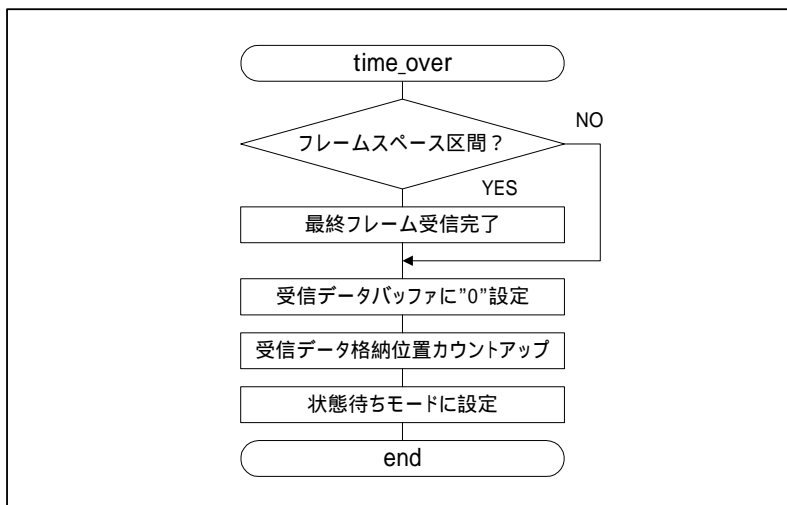 time_over
フレームスペース区間？
NO
YES
最終フレーム受信完了
受信データバッファに”0”設定
受信データ格納位置カウントアップ
状態待ちモードに設定
end